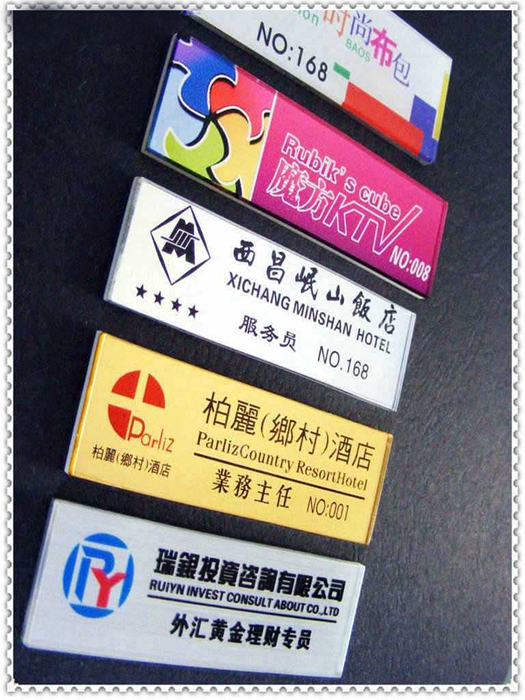 时尚布包
BAOS
NO:168
Rubik's cube
魔方KTV
NO:008
西昌岷山飯店
XICHANG MINSHAN HOTEL
★★★★
服务员 NO.168
Parliz
柏麗(鄉村)酒店
柏麗(鄉村)酒店
ParlizCountry ResortHotel
業務主任 NO:001
RY
瑞銀投資咨詢有限公司
RUIYN INVEST CONSULT ABOUT CO.,LTD
外汇黄金理财专员